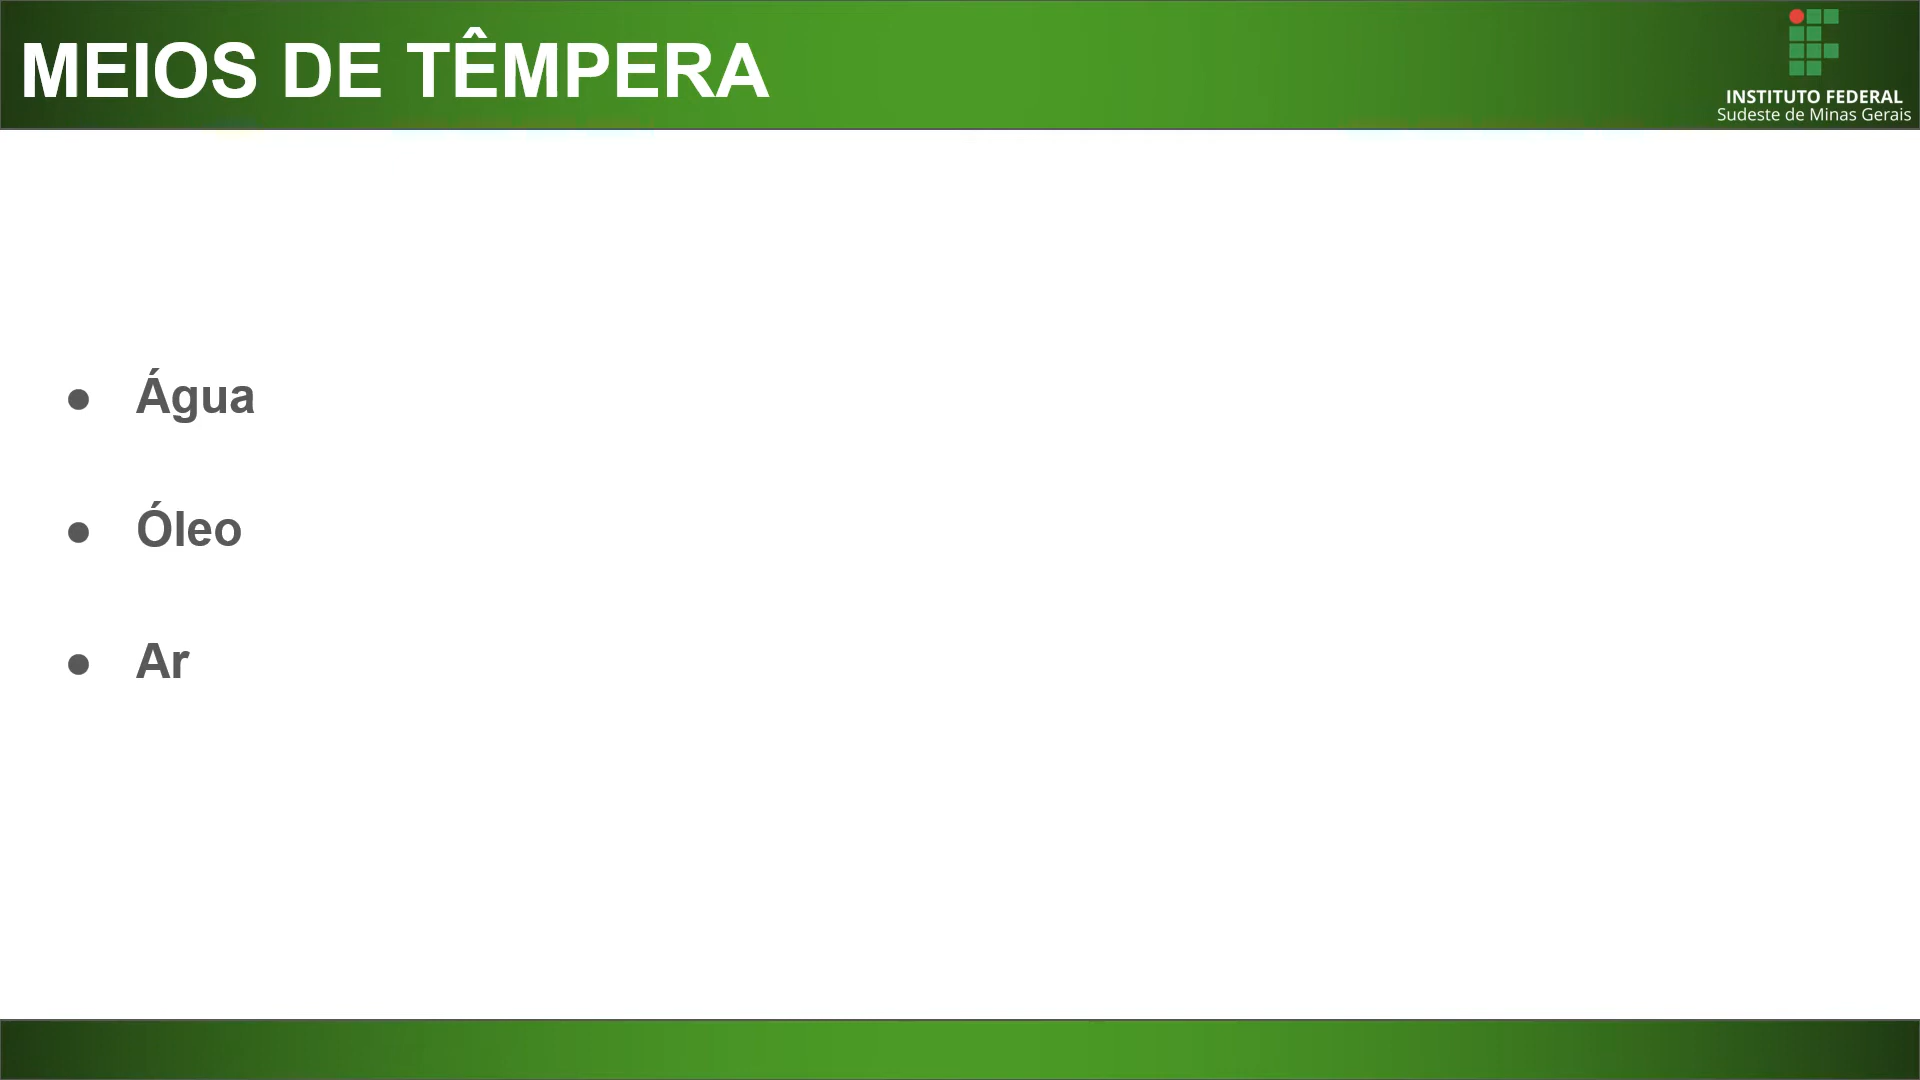 MEIOS DE TÊMPERA
INSTITUTO FEDERAL
Sudeste de Minas Gerais
● Água
● Óleo
● Ar